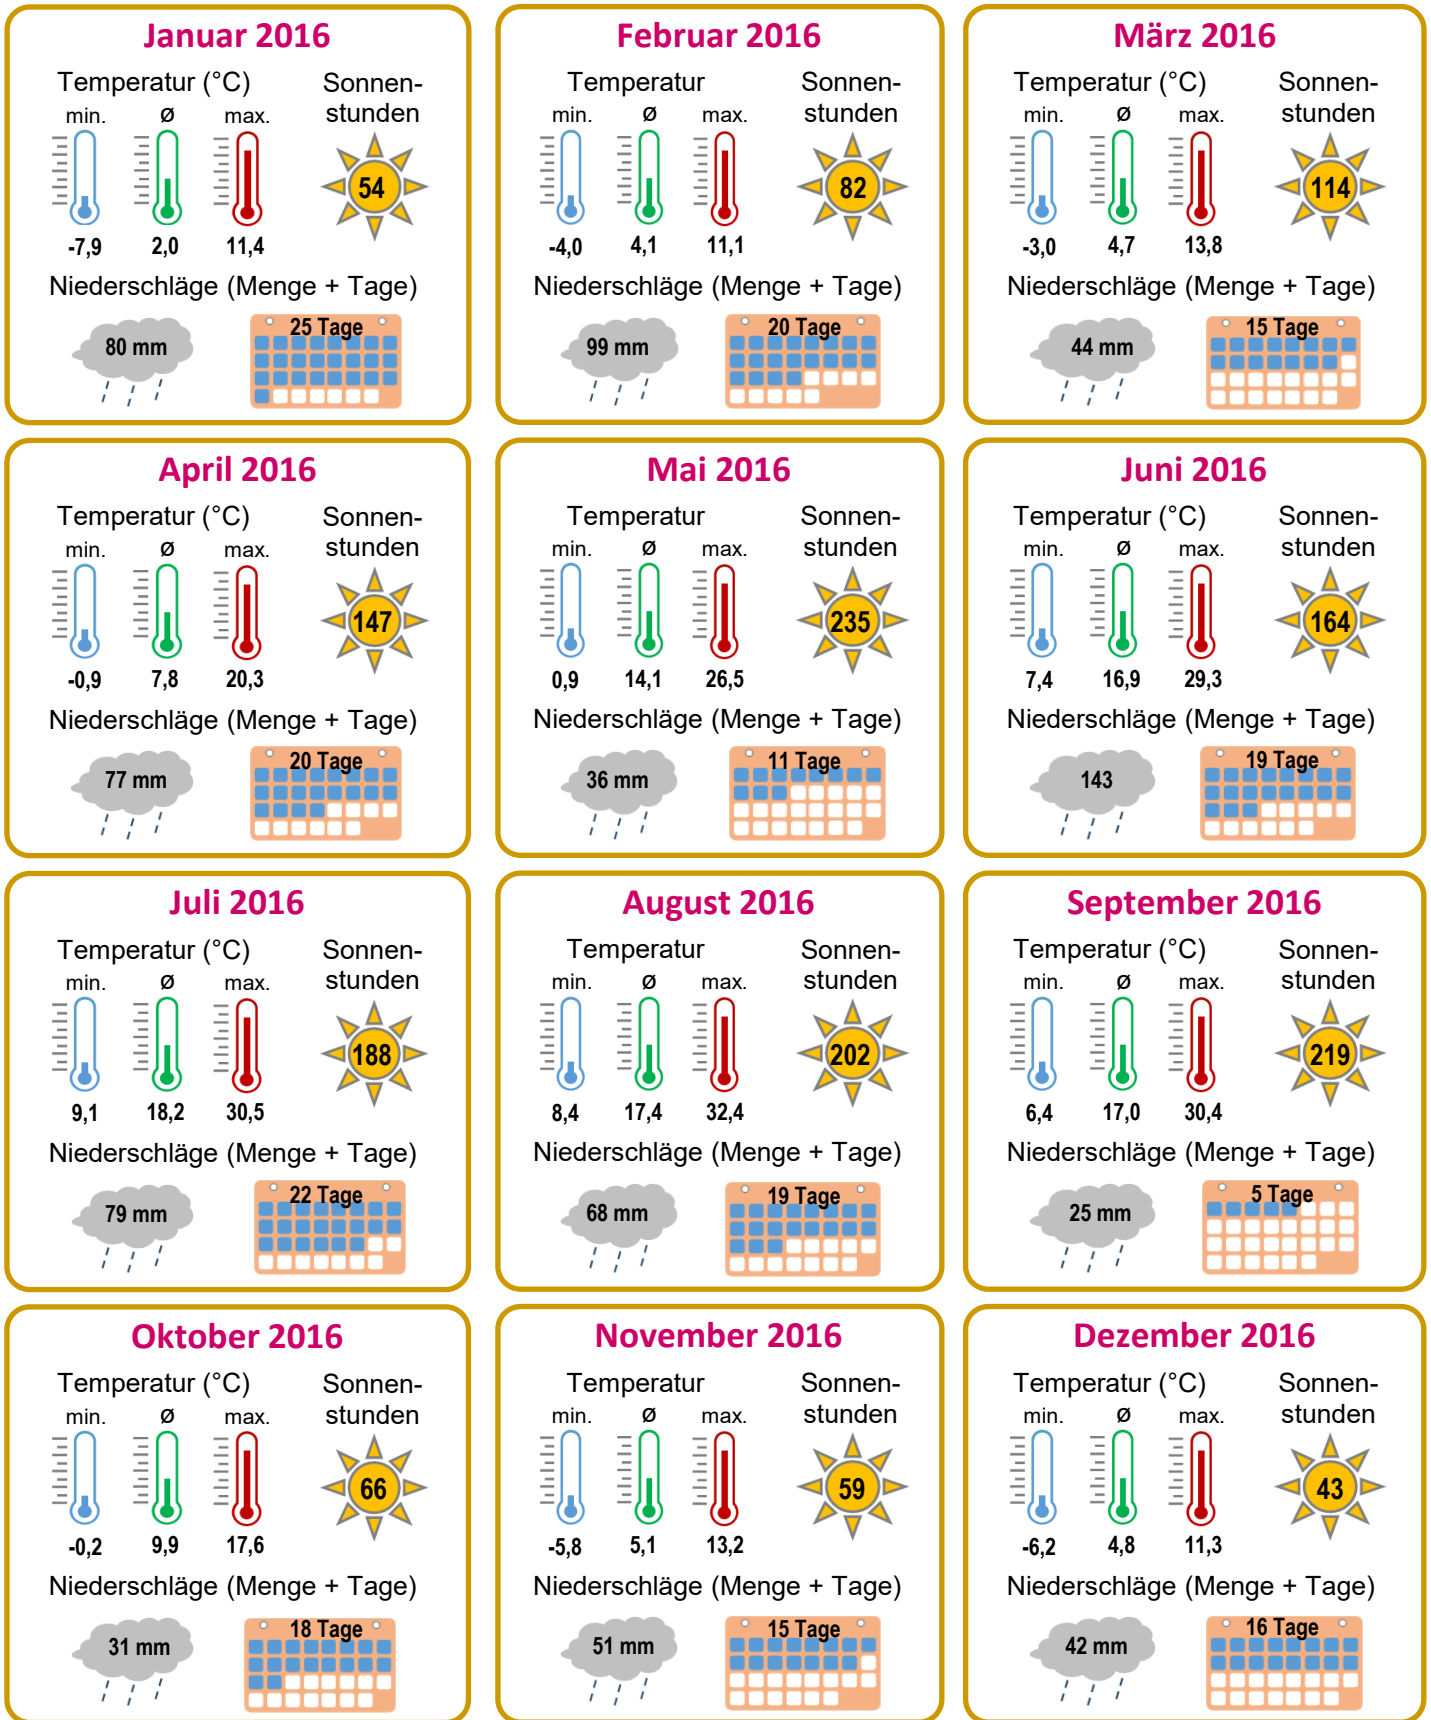 Januar 2016
Temperatur (°C)
Sonnen-
stunden
min. ø max.
54
-7,9 2,0 11,4
Niederschläge (Menge + Tage)
80 mm
25 Tage
Februar 2016
Temperatur
Sonnen-
stunden
min. ø max.
82
-4,0 4,1 11,1
Niederschläge (Menge + Tage)
99 mm
20 Tage
März 2016
Temperatur (°C)
Sonnen-
stunden
min. ø max.
114
-3,0 4,7 13,8
Niederschläge (Menge + Tage)
44 mm
15 Tage
April 2016
Temperatur (°C)
Sonnen-
stunden
min. ø max.
147
-0,9 7,8 20,3
Niederschläge (Menge + Tage)
77 mm
20 Tage
Mai 2016
Temperatur
Sonnen-
stunden
min. ø max.
235
0,9 14,1 26,5
Niederschläge (Menge + Tage)
36 mm
11 Tage
Juni 2016
Temperatur (°C)
Sonnen-
stunden
min. ø max.
164
7,4 16,9 29,3
Niederschläge (Menge + Tage)
143
19 Tage
Juli 2016
Temperatur (°C)
Sonnen-
stunden
min. ø max.
188
9,1 18,2 30,5
Niederschläge (Menge + Tage)
79 mm
22 Tage
August 2016
Temperatur
Sonnen-
stunden
min. ø max.
202
8,4 17,4 32,4
Niederschläge (Menge + Tage)
68 mm
19 Tage
September 2016
Temperatur (°C)
Sonnen-
stunden
min. ø max.
219
6,4 17,0 30,4
Niederschläge (Menge + Tage)
25 mm
5 Tage
Oktober 2016
Temperatur (°C)
Sonnen-
stunden
min. ø max.
66
-0,2 9,9 17,6
Niederschläge (Menge + Tage)
31 mm
18 Tage
November 2016
Temperatur
Sonnen-
stunden
min. ø max.
59
-5,8 5,1 13,2
Niederschläge (Menge + Tage)
51 mm
15 Tage
Dezember 2016
Temperatur (°C)
Sonnen-
stunden
min. ø max.
43
-6,2 4,8 11,3
Niederschläge (Menge + Tage)
42 mm
16 Tage